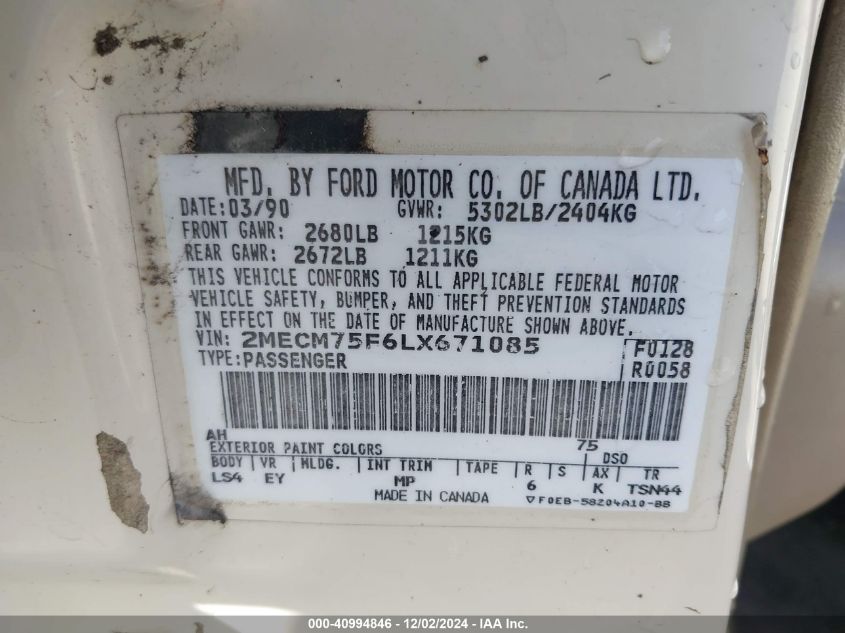 MFD. BY FORD MOTOR CO. OF CANADA LTD.
DATE: 03/90 GVWR: 5302LB/2404KG
FRONT GAWR: 2680LB 1215KG
REAR GAWR: 2672LB 1211KG
THIS VEHICLE CONFORMS TO ALL APPLICABLE FEDERAL MOTOR
VEHICLE SAFETY, BUMPER, AND THEFT PREVENTION STANDARDS
IN EFFECT ON THE DATE OF MANUFACTURE SHOWN ABOVE.
VIN: 2MECM75F6LX671085 F0128
TYPE: PASSENGER R0058
AH 75
EXTERIOR PAINT COLORS DSO
BODY VR MLDG. INT TRIM TAPE R S AX TR
LS4 EY MP 6 K TSN44
MADE IN CANADA ▽F0EB-58204A10-BB
000-40994846 - 12/02/2024 - IAA Inc.